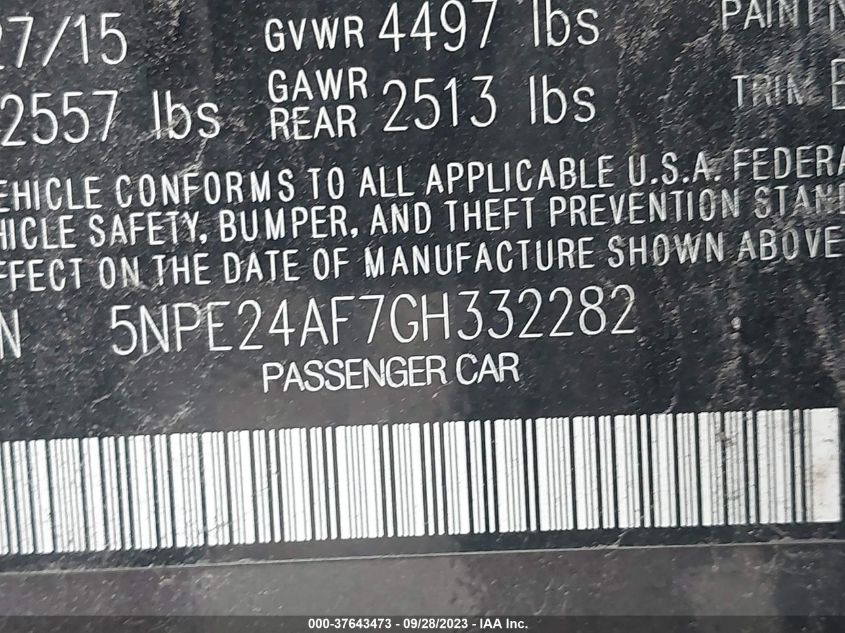 27/15 GVWR 4497 lbs PAINT
2557 lbs GAWR REAR 2513 lbs TRIM
EHICLE CONFORMS TO ALL APPLICABLE U.S.A. FEDERA
HICLE SAFETY, BUMPER, AND THEFT PREVENTION STAND
FFECT ON THE DATE OF MANUFACTURE SHOWN ABOVE
N 5NPE24AF7GH332282
PASSENGER CAR
000-37643473 - 09/28/2023 - IAA Inc.